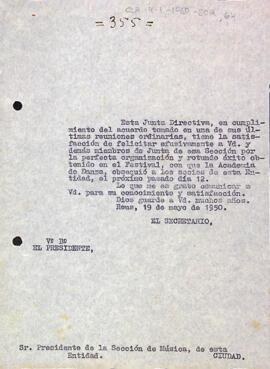 = 355 =
Esta Junta Directiva, en cumpli-
miento del acuerdo tomado en una de sus úl-
timas reuniones ordinarias, tiene la satis-
facción de felicitar efusivamente a Vd. y
demás miembros de Junta de esa Sección por
la perfecta organización y rotundo éxito ob-
tenido en el Festival, con que la Academia
de Danza, obsequió a los socios de esta En-
tidad, el próximo pasado día 12.
Lo que me es grato comunicar a
Vd. para su conocimiento y satisfacción.
Dios guarde a Vd. muchos años.
Reus, 19 de mayo de 1950.
EL SECRETARIO,
Vº Bº
EL PRESIDENTE,
Sr. Presidente de la Sección de Música, de esta
Entidad. CIUDAD.